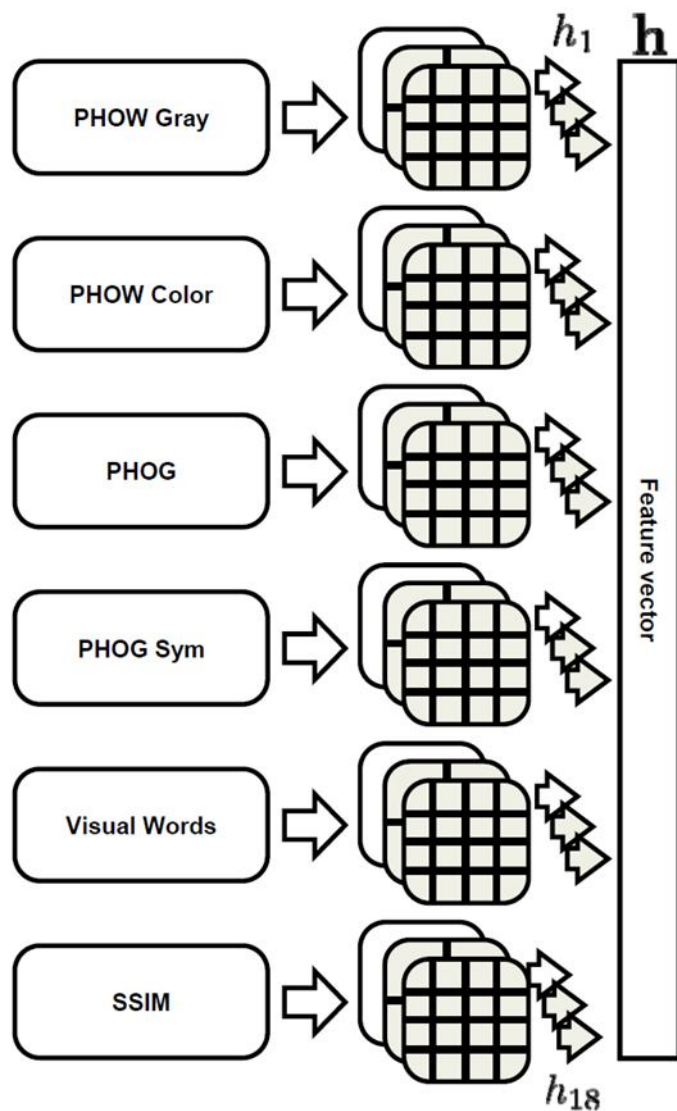 h₁ h
PHOW Gray
PHOW Color
PHOG
PHOG Sym
Visual Words
SSIM
Feature vector
h₁₈